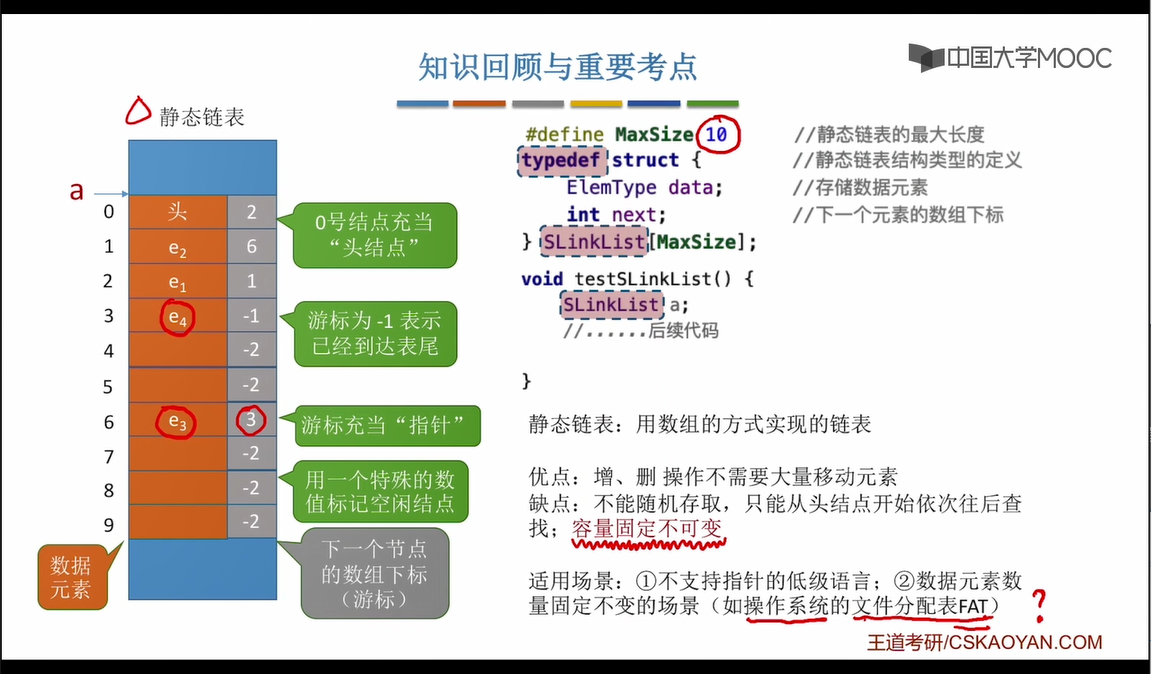 知识回顾与重要考点
中国大学MOOC
静态链表
a
0 头 2
1 e2 6
2 e1 1
3 e4 -1
4 -2
5 -2
6 e3 3
7 -2
8 -2
9 -2
0号结点充当
“头结点”
游标为 -1 表示
已经到达表尾
游标充当“指针”
用一个特殊的数
值标记空闲结点
下一个节点
的数组下标
（游标）
数据
元素
#define MaxSize 10 //静态链表的最大长度
typedef struct { //静态链表结构类型的定义
ElemType data; //存储数据元素
int next; //下一个元素的数组下标
} SLinkList[MaxSize];
void testSLinkList() {
SLinkList a;
//......后续代码
}
静态链表：用数组的方式实现的链表
优点：增、删 操作不需要大量移动元素
缺点：不能随机存取，只能从头结点开始依次往后查
找；容量固定不可变
适用场景：①不支持指针的低级语言；②数据元素数
量固定不变的场景（如操作系统的文件分配表FAT） ?
王道考研/CSKAOYAN.COM